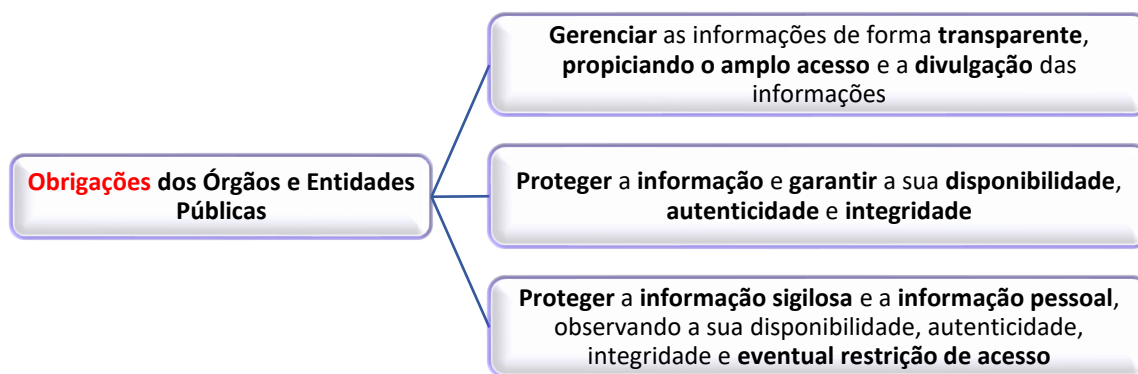 Gerenciar as informações de forma transparente,
propiciando o amplo acesso e a divulgação das
informações
Obrigações dos Órgãos e Entidades
Públicas
Proteger a informação e garantir a sua disponibilidade,
autenticidade e integridade
Proteger a informação sigilosa e a informação pessoal,
observando a sua disponibilidade, autenticidade,
integridade e eventual restrição de acesso